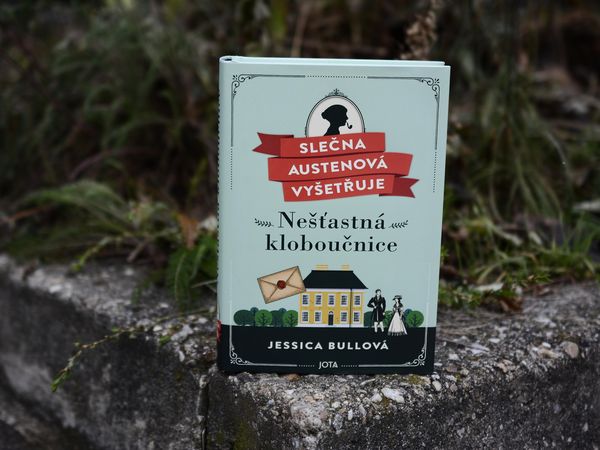 SLEČNA
AUSTENOVÁ
VYŠETŘUJE
Nešťastná
kloboučnice
JESSICA BULLOVÁ
JOTA